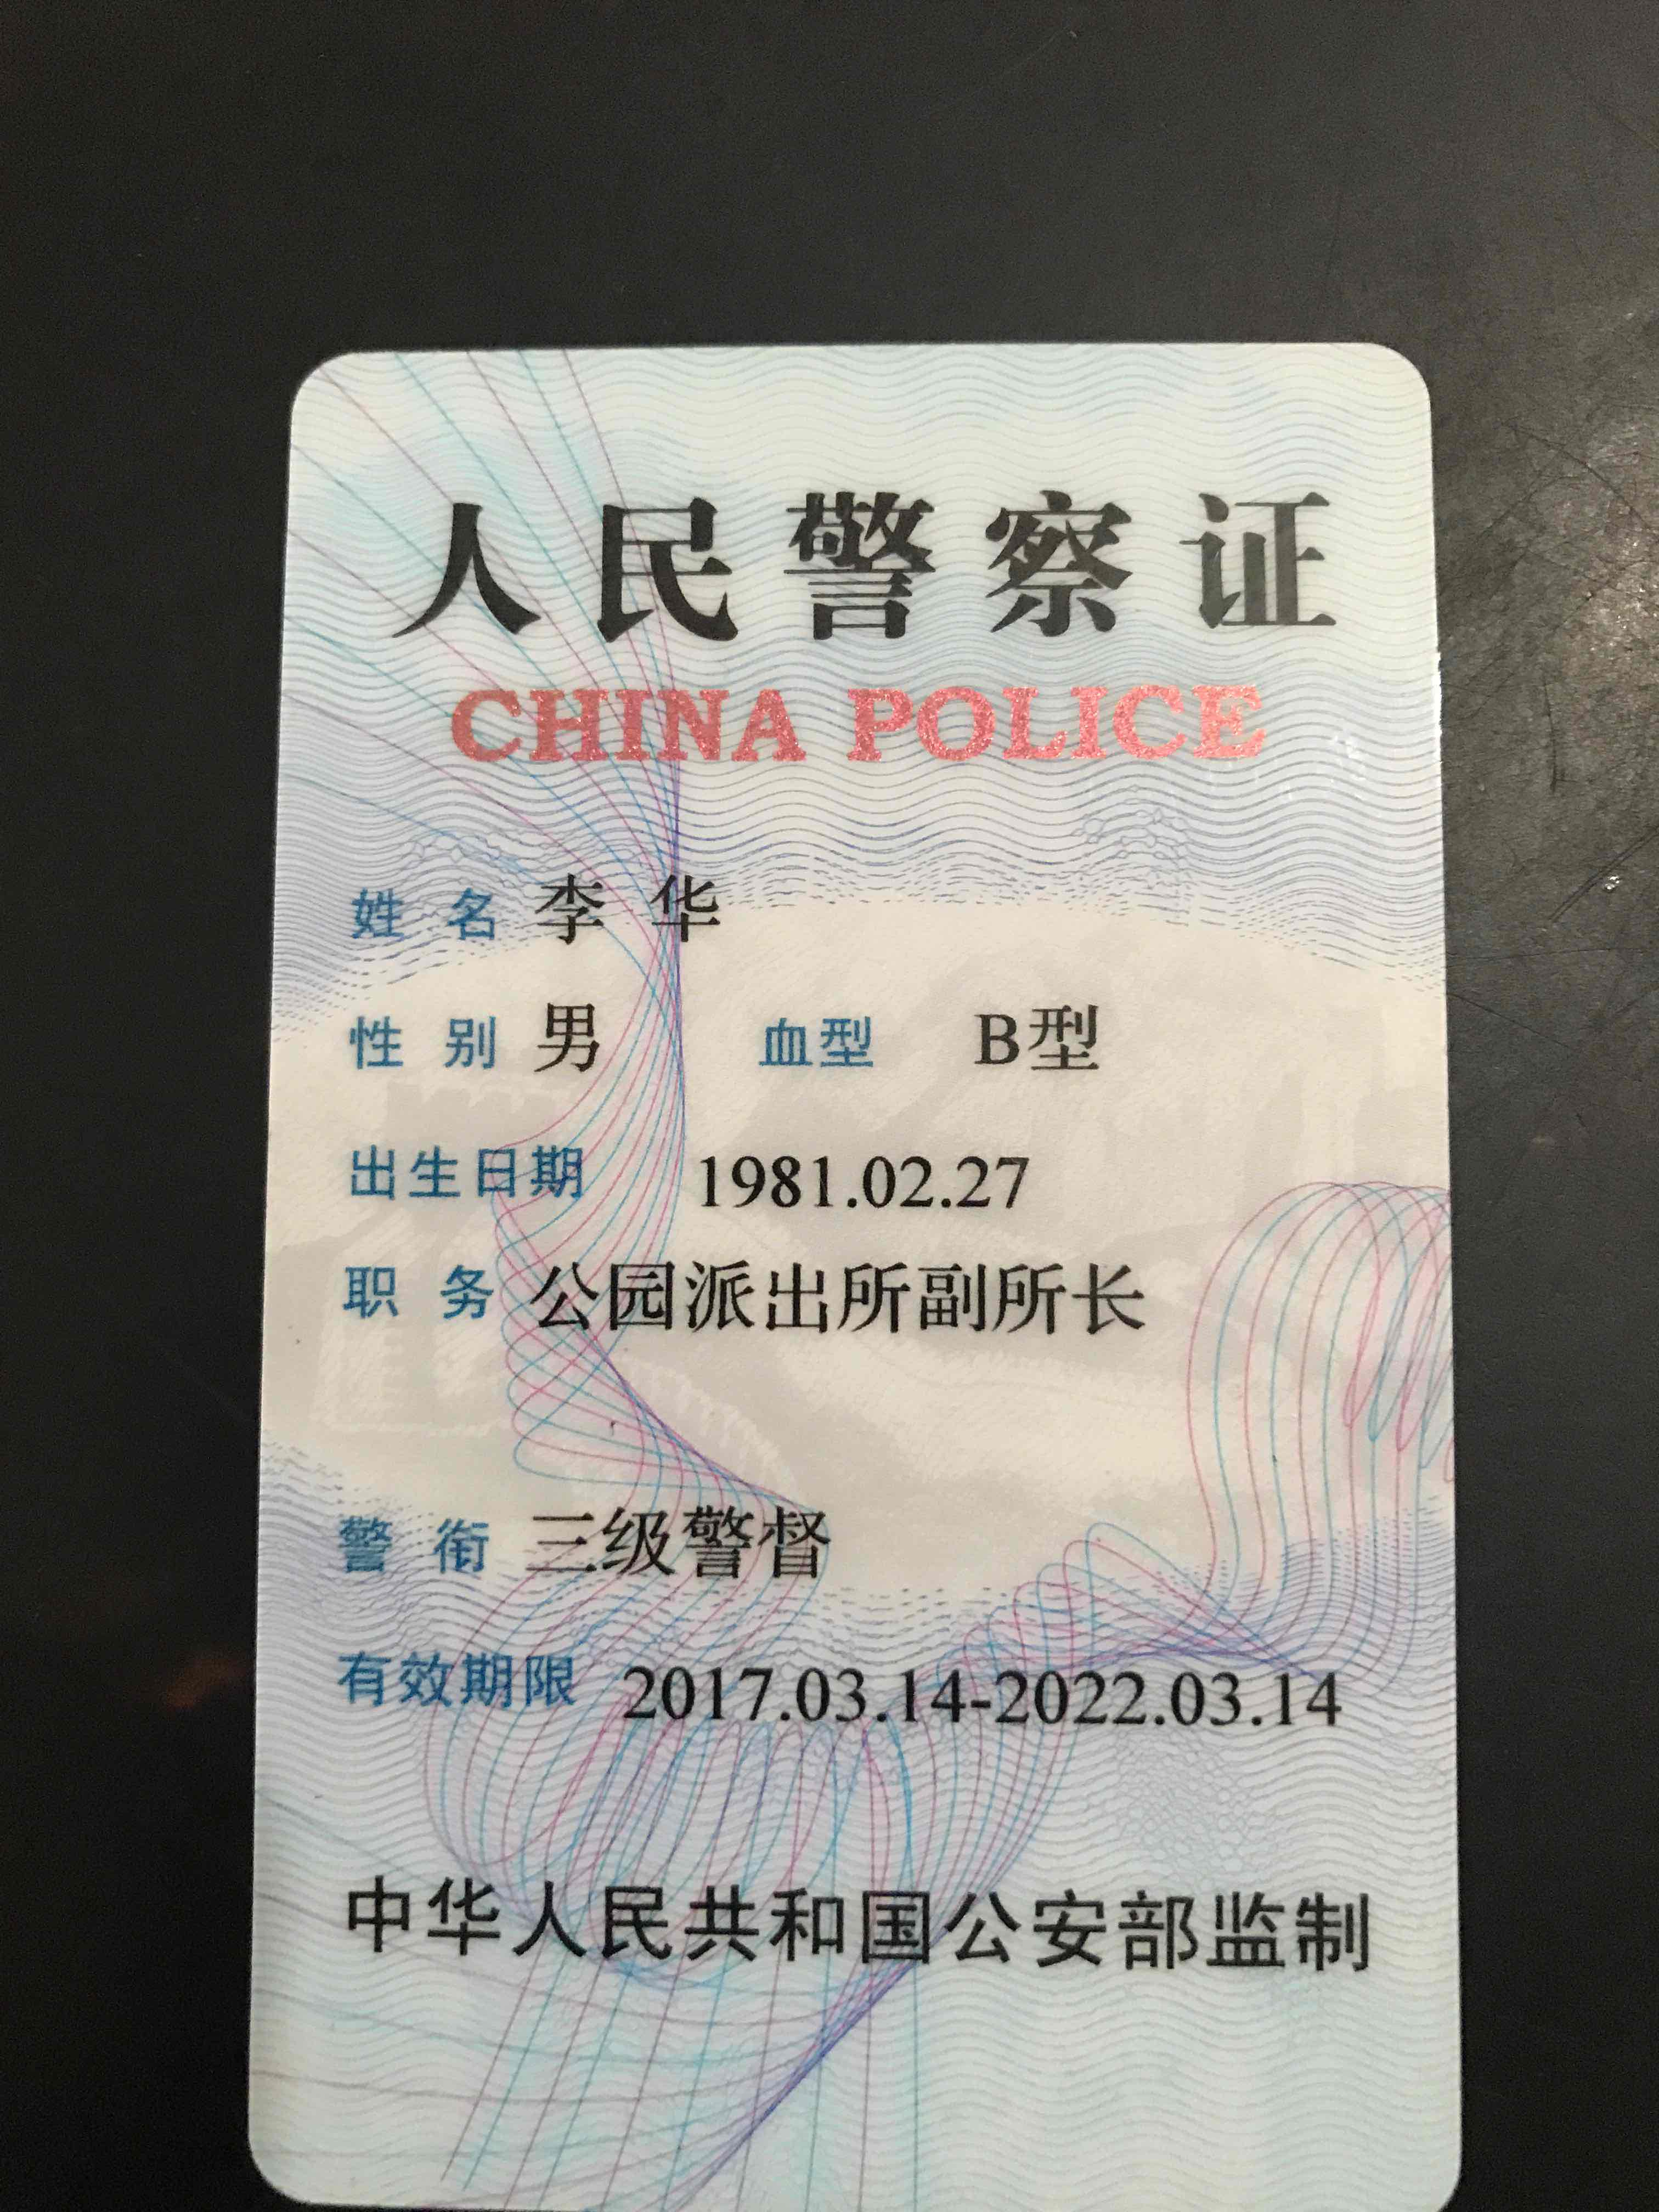 人民警察证
CHINA POLICE
姓名 李华
性别 男 血型 B型
出生日期 1981.02.27
职务 公园派出所副所长
警衔 三级警督
有效期限 2017.03.14-2022.03.14
中华人民共和国公安部监制